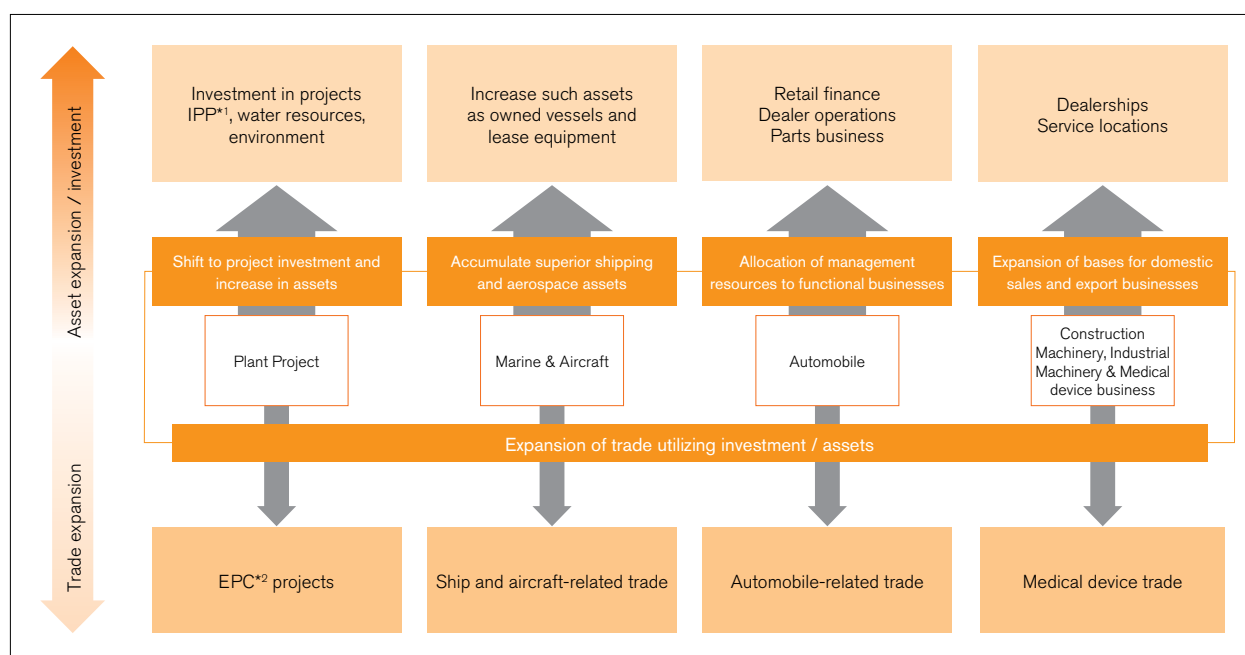 Asset expansion / investment
Trade expansion
Investment in projects
IPP*1, water resources,
environment
Increase such assets
as owned vessels and
lease equipment
Retail finance
Dealer operations
Parts business
Dealerships
Service locations
Shift to project investment and
increase in assets
Accumulate superior shipping
and aerospace assets
Allocation of management
resources to functional businesses
Expansion of bases for domestic
sales and export businesses
Plant Project
Marine & Aircraft
Automobile
Construction
Machinery, Industrial
Machinery & Medical
device business
Expansion of trade utilizing investment / assets
EPC*2 projects
Ship and aircraft-related trade
Automobile-related trade
Medical device trade